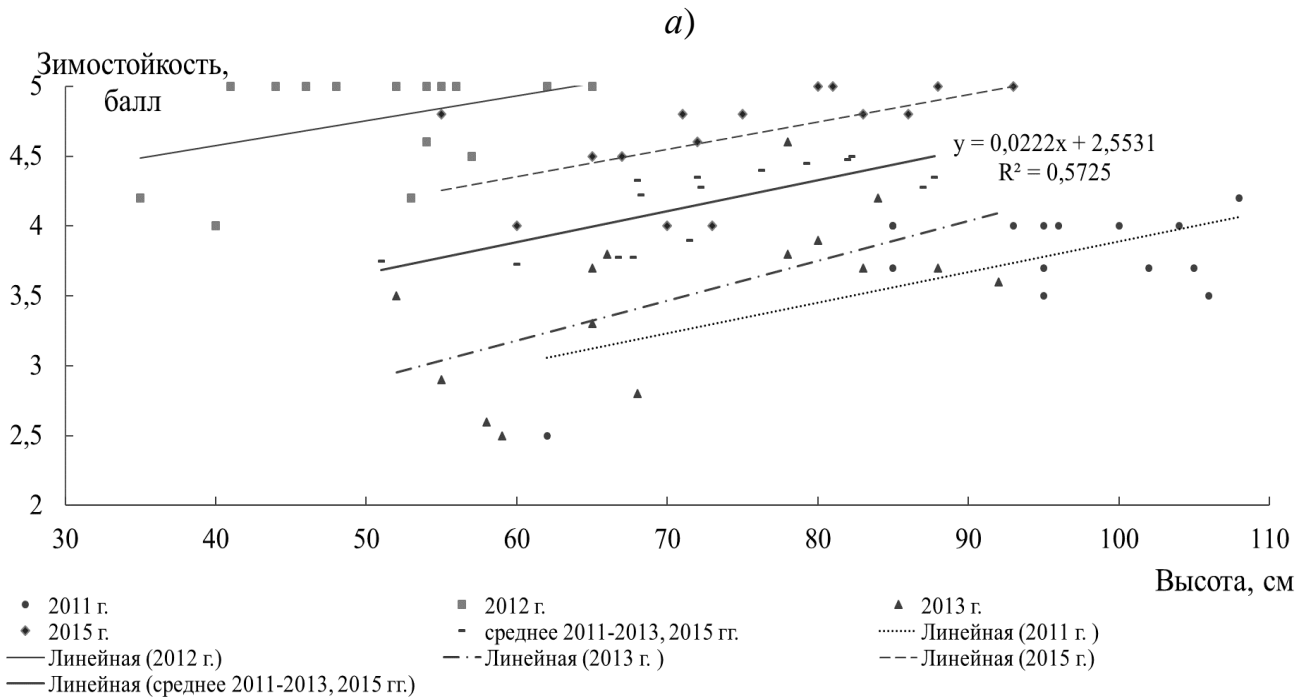 а)
Зимостойкость,
балл
5
4,5
4
3,5
3
2,5
2
y = 0,0222x + 2,5531
R² = 0,5725
30 40 50 60 70 80 90 100 110
Высота, см
2011 г. 2012 г. 2013 г.
2015 г. среднее 2011-2013, 2015 гг. Линейная (2011 г. )
Линейная (2012 г.) Линейная (2013 г. ) Линейная (2015 г.)
Линейная (среднее 2011-2013, 2015 гг.)